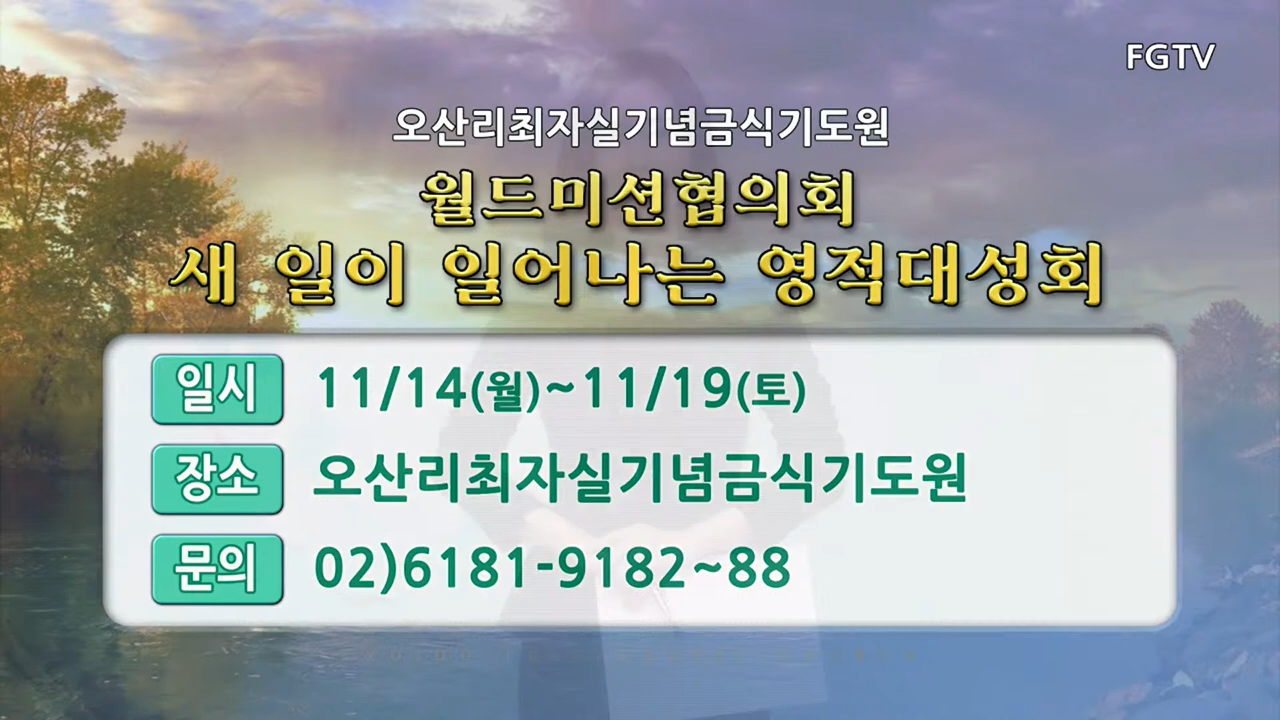 FGTV
오산리최자실기념금식기도원
월드미션협의회
새 일이 일어나는 영적대성회
일시 11/14(월)~11/19(토)
장소 오산리최자실기념금식기도원
문의 02)6181-9182~88